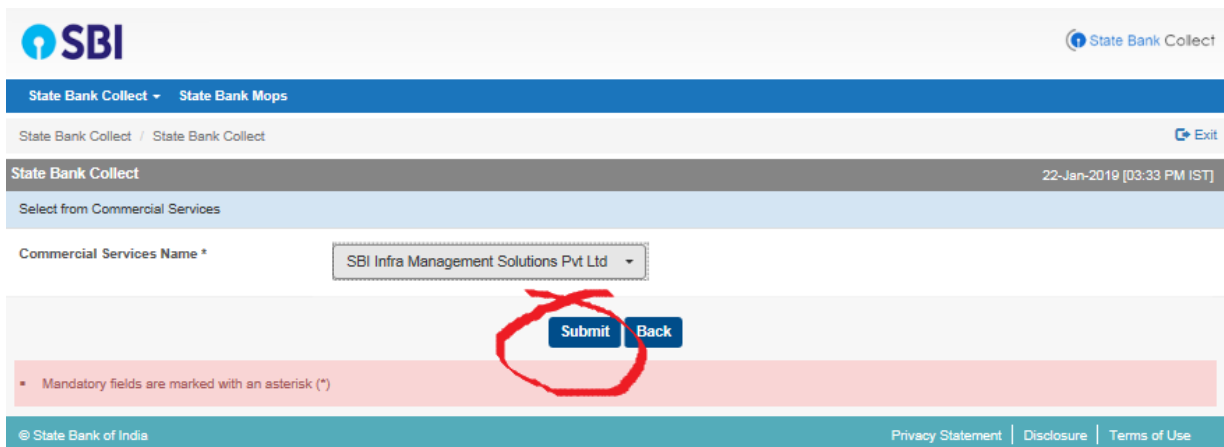 SBI
State Bank Collect
State Bank Collect State Bank Mops
State Bank Collect / State Bank Collect
Exit
State Bank Collect
22-Jan-2019 [03:33 PM IST]
Select from Commercial Services
Commercial Services Name *
SBI Infra Management Solutions Pvt Ltd
Submit Back
Mandatory fields are marked with an asterisk (*)
© State Bank of India
Privacy Statement | Disclosure | Terms of Use